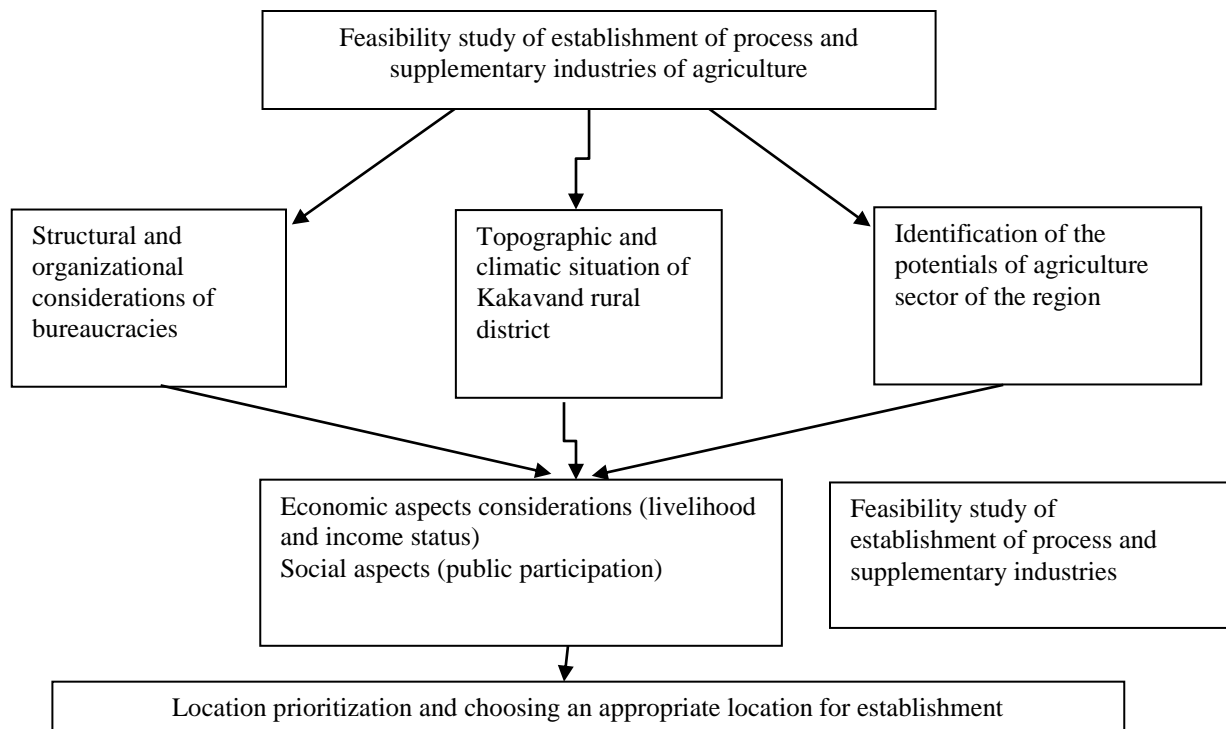 Feasibility study of establishment of process and
supplementary industries of agriculture
Structural and
organizational
considerations of
bureaucracies
Topographic and
climatic situation of
Kakavand rural
district
Identification of the
potentials of agriculture
sector of the region
Economic aspects considerations (livelihood
and income status)
Social aspects (public participation)
Feasibility study of
establishment of process and
supplementary industries
Location prioritization and choosing an appropriate location for establishment